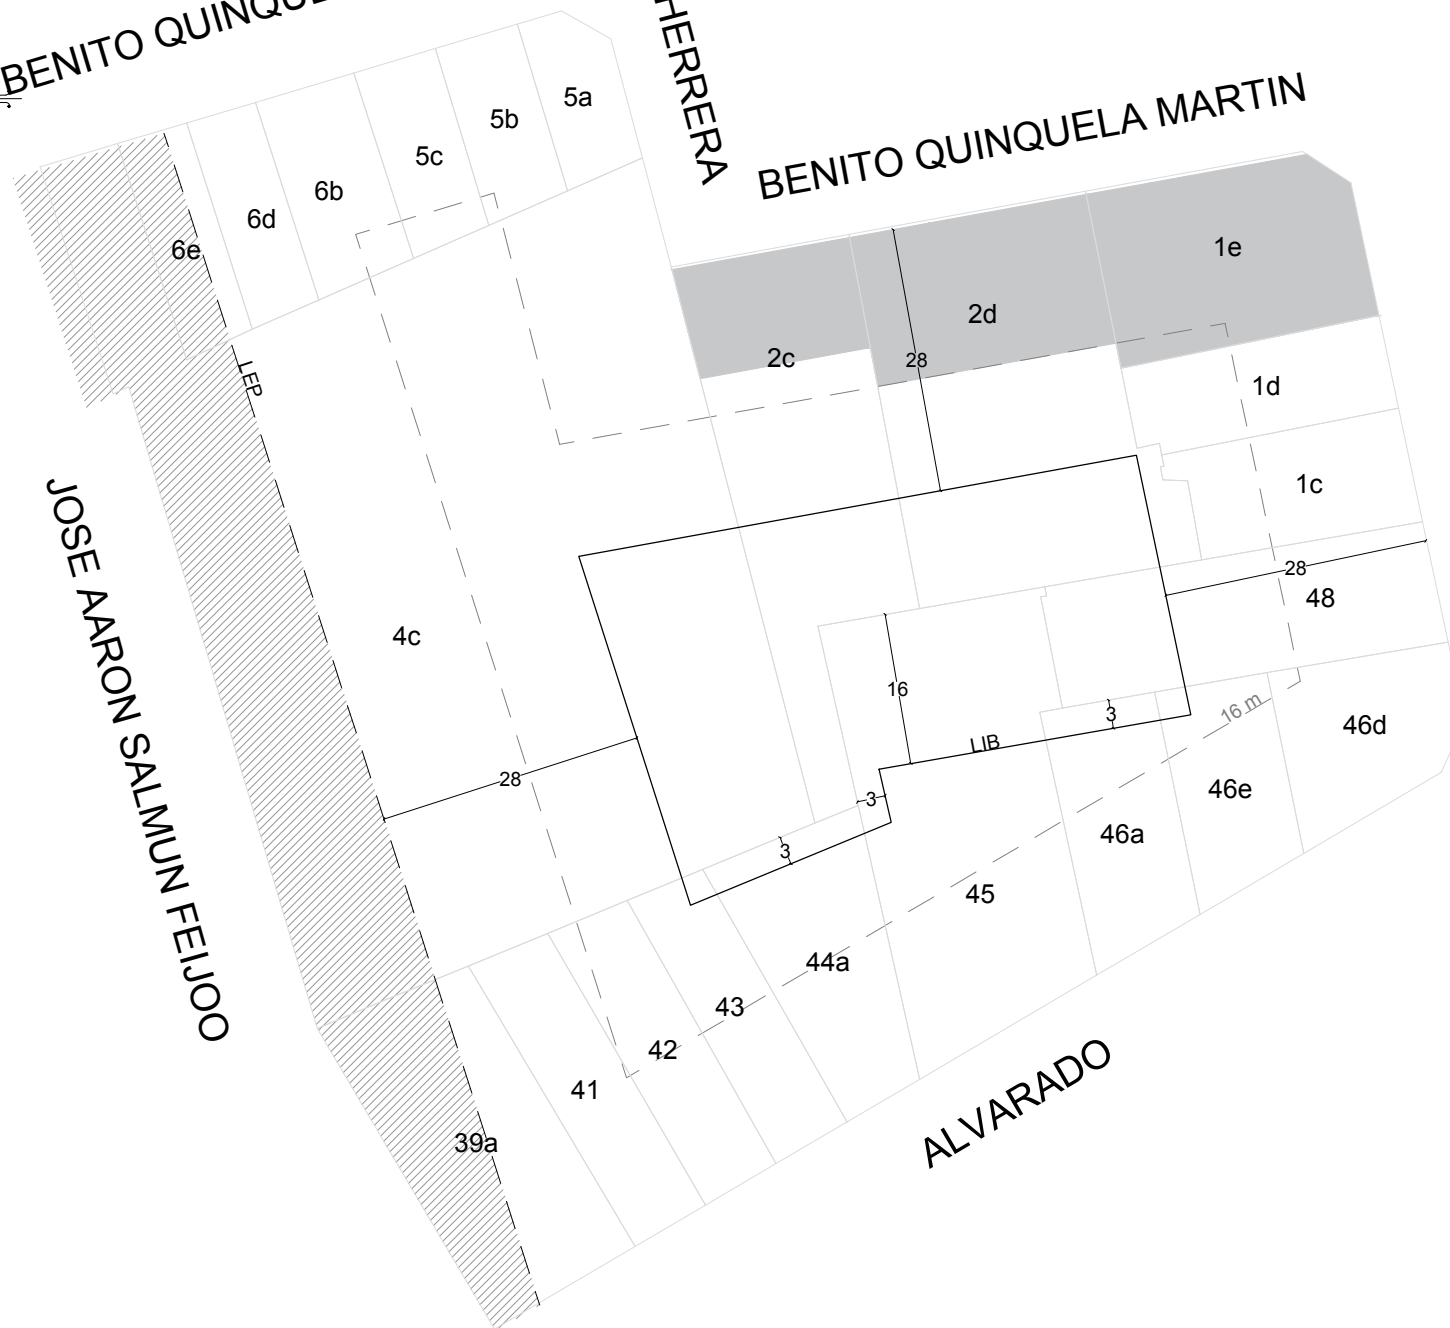 BENITO QUINQUE
HERRERA
BENITO QUINQUELA MARTIN
5a
5b
5c
6b
6d
6e
1e
2d
2c
28
1d
LEP
1c
JOSE AARON SALMUN FEIJOO
28
48
4c
16
3
16 m
LIB
46d
28
3
46e
46a
3
45
44a
43
42
41
39a
ALVARADO